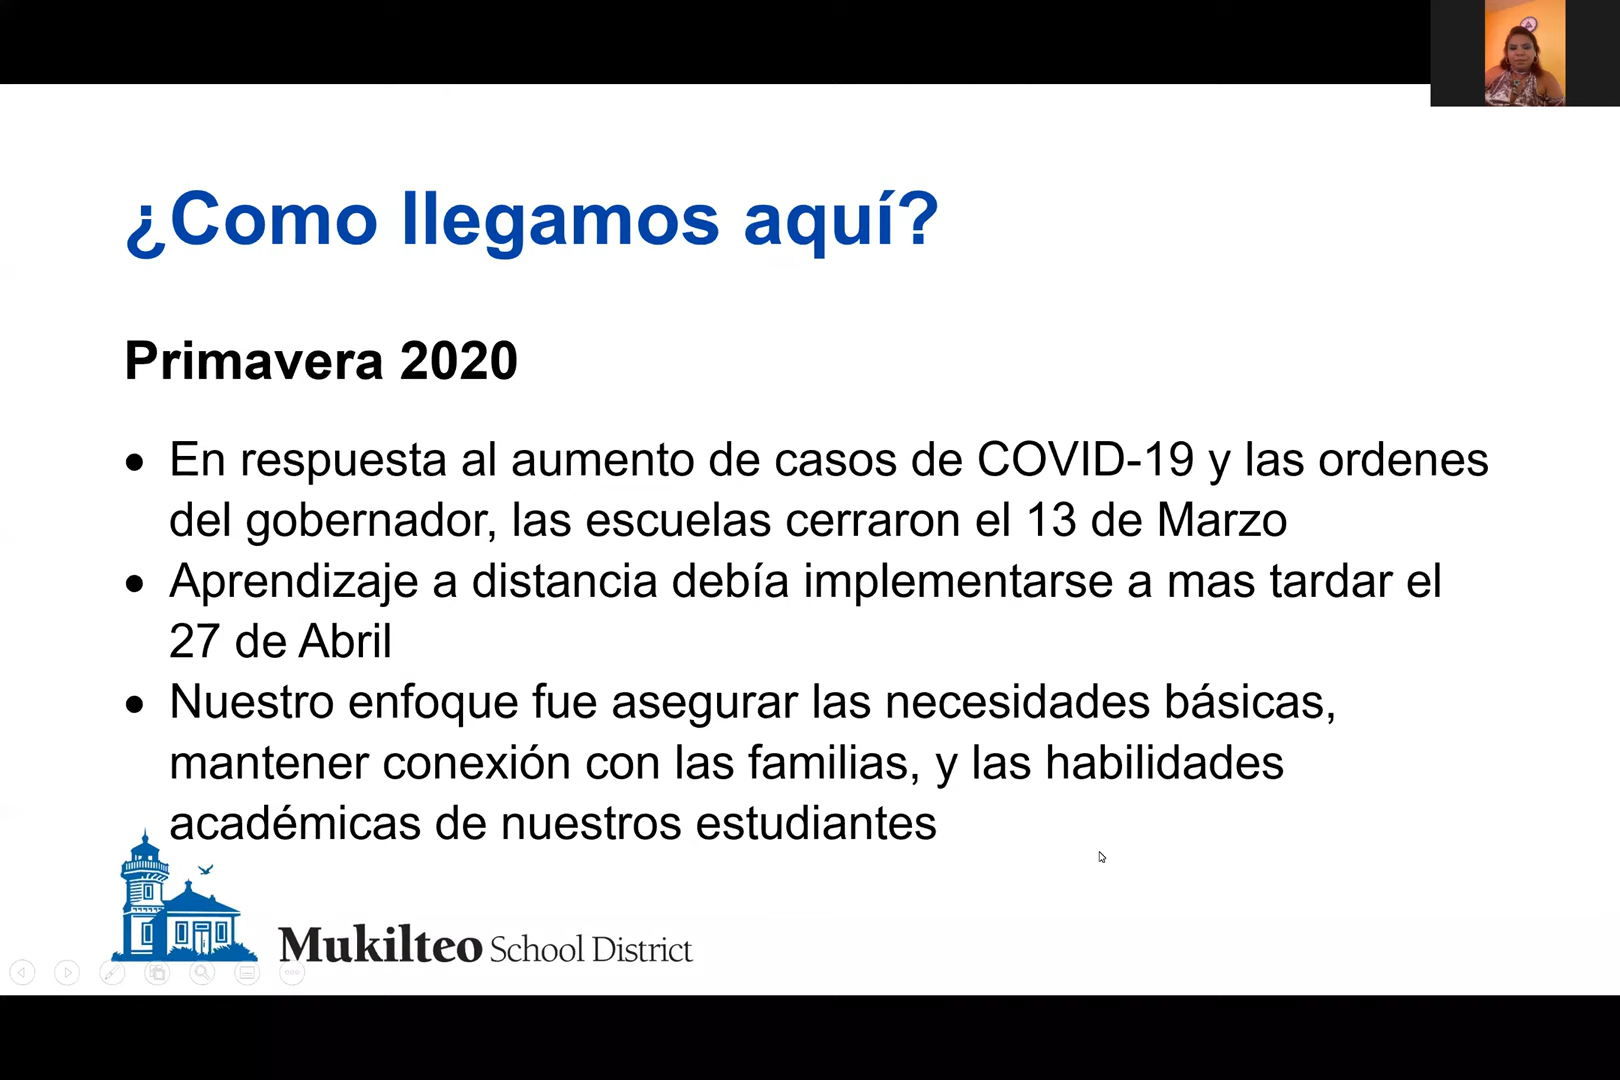 ¿Como llegamos aquí?
Primavera 2020
• En respuesta al aumento de casos de COVID-19 y las ordenes
del gobernador, las escuelas cerraron el 13 de Marzo
• Aprendizaje a distancia debía implementarse a mas tardar el
27 de Abril
• Nuestro enfoque fue asegurar las necesidades básicas,
mantener conexión con las familias, y las habilidades
académicas de nuestros estudiantes
Mukilteo School District